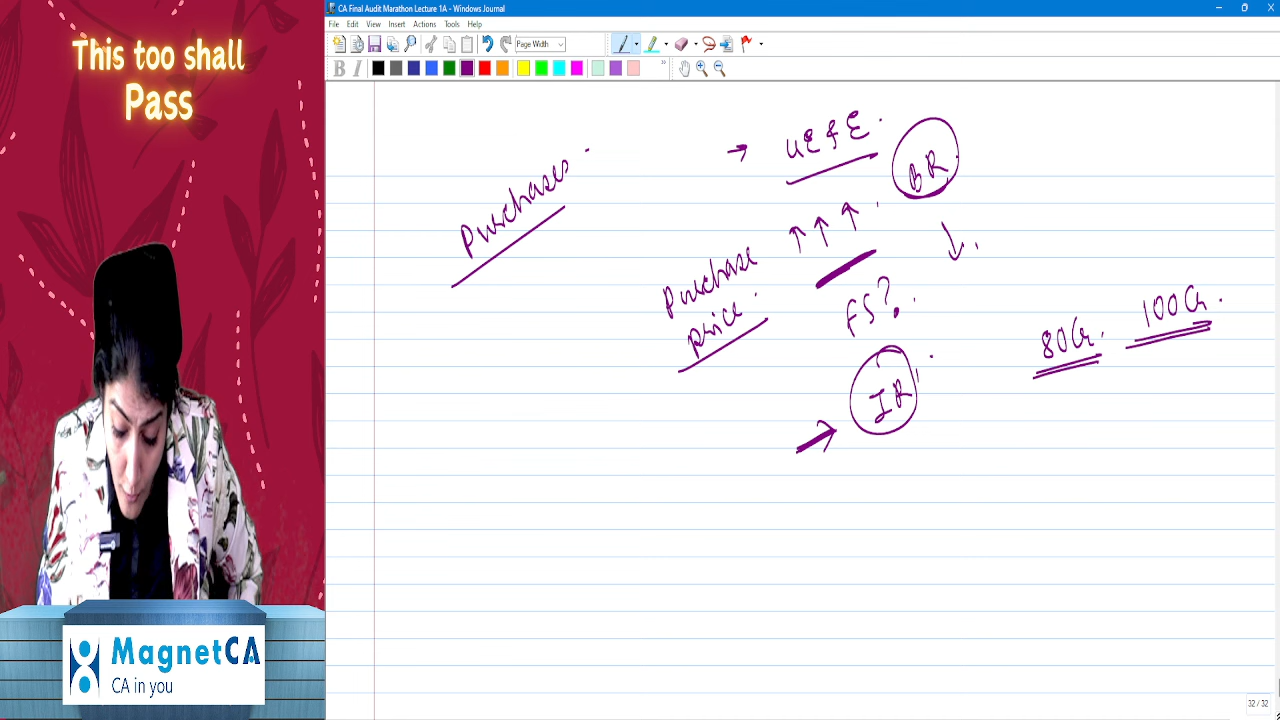 This too shall
Pass
CA Final Audit Marathon Lecture 1A - Windows Journal
File Edit View Insert Actions Tools Help
Page Width
B I
Purchases.
→ UE & E.
BR
↑ ↑ ↑
↓
Purchase
price.
FS?
80Cr.
100Cr.
→ IR
MagnetCA
CA in you
32 / 32